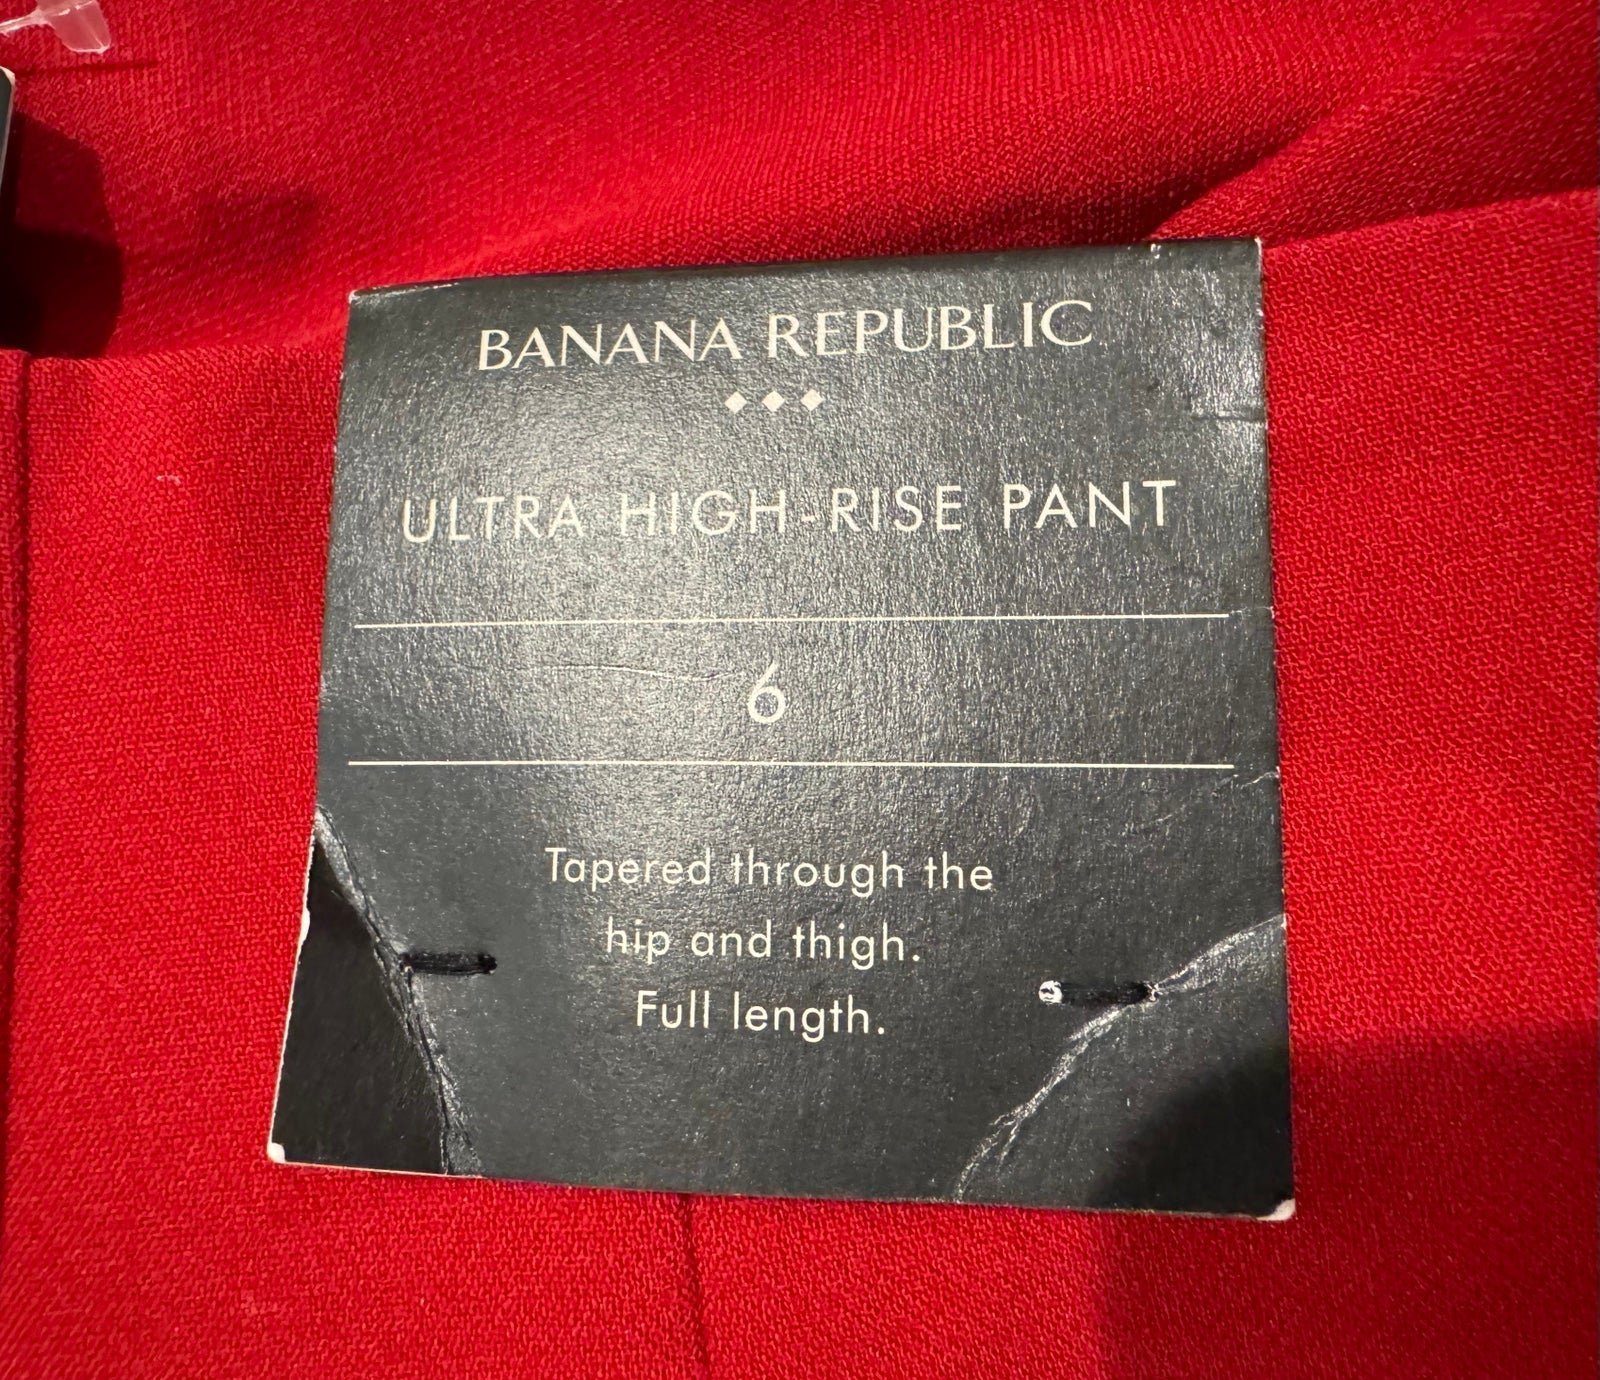 BANANA REPUBLIC
ULTRA HIGH-RISE PANT
6
Tapered through the
hip and thigh.
Full length.